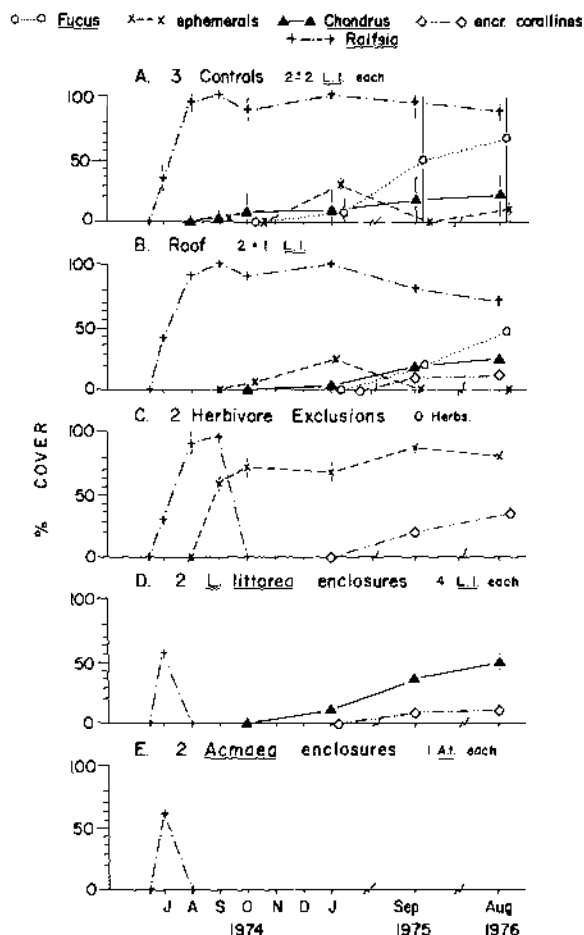 Fucus ephemerals Chondrus encr. corallines
Ralfsia
A. 3 Controls 2±2 L.l. each
100
50
0
B. Roof 2±1 L.l.
100
50
0
C. 2 Herbivore Exclusions 0 Herbs.
100
50
0
% COVER
D. 2 L. littorea enclosures 4 L.l. each
100
50
0
E. 2 Acmaea enclosures 1 A.t. each
100
50
0
J A S O N D J Sep Aug
1974 1975 1976